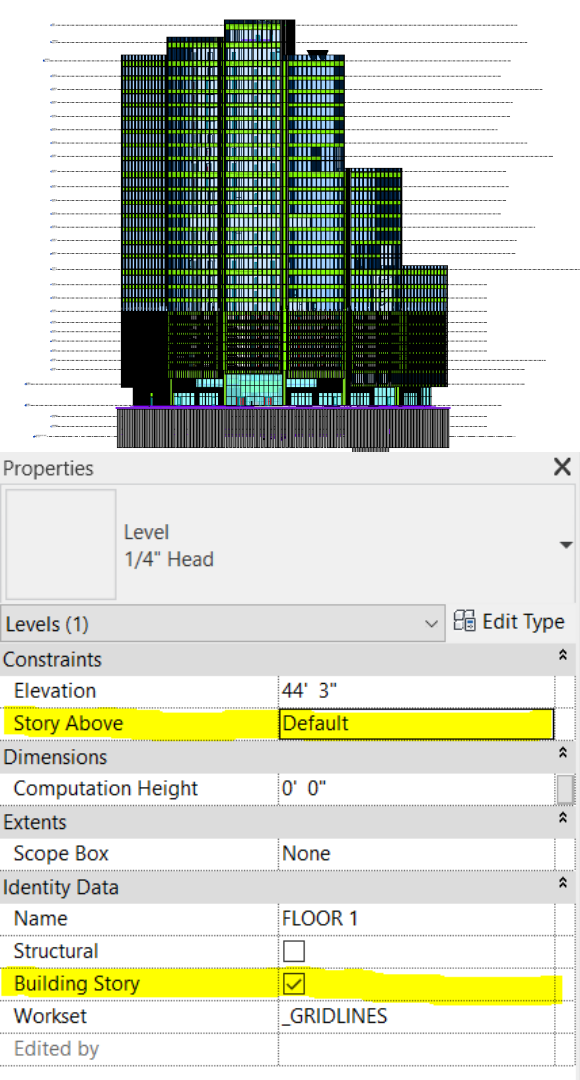 Properties
Level
1/4" Head
Levels (1)
Edit Type
Constraints
Elevation 44' 3"
Story Above Default
Dimensions
Computation Height 0' 0"
Extents
Scope Box None
Identity Data
Name FLOOR 1
Structural
Building Story
Workset _GRIDLINES
Edited by